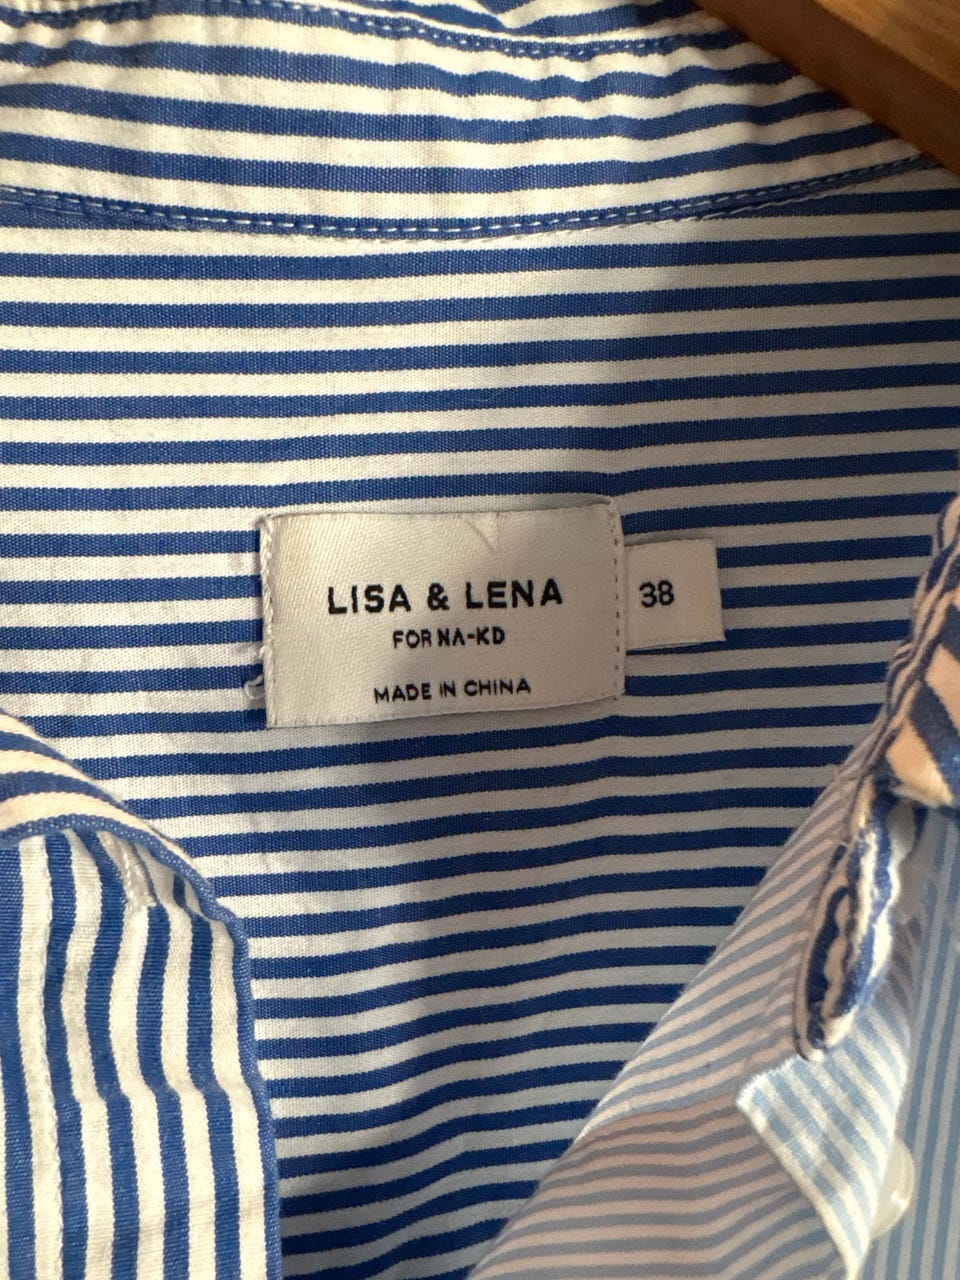 LISA & LENA
FOR NA-KD
MADE IN CHINA
38